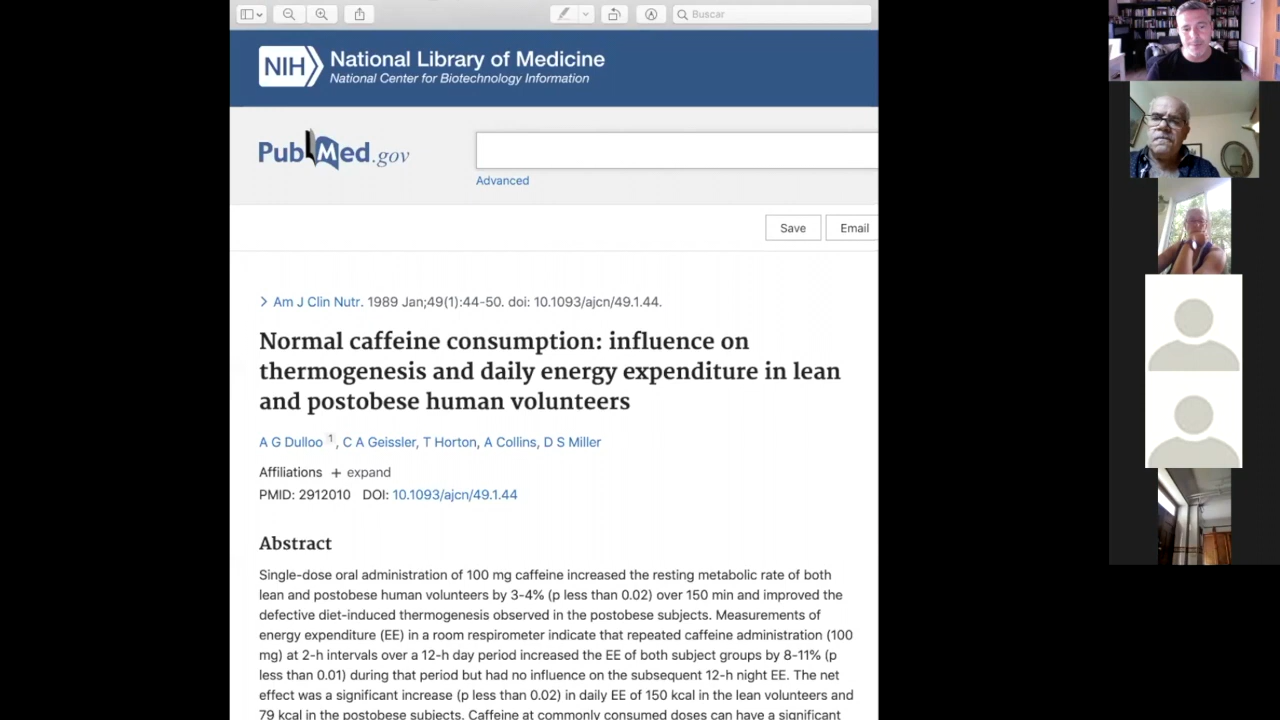 Buscar
NIH National Library of Medicine
National Center for Biotechnology Information
PubMed.gov
Advanced
Save Email
Am J Clin Nutr. 1989 Jan;49(1):44-50. doi: 10.1093/ajcn/49.1.44.
Normal caffeine consumption: influence on
thermogenesis and daily energy expenditure in lean
and postobese human volunteers
A G Dulloo 1, C A Geissler, T Horton, A Collins, D S Miller
Affiliations + expand
PMID: 2912010 DOI: 10.1093/ajcn/49.1.44
Abstract
Single-dose oral administration of 100 mg caffeine increased the resting metabolic rate of both
lean and postobese human volunteers by 3-4% (p less than 0.02) over 150 min and improved the
defective diet-induced thermogenesis observed in the postobese subjects. Measurements of
energy expenditure (EE) in a room respirometer indicate that repeated caffeine administration (100
mg) at 2-h intervals over a 12-h day period increased the EE of both subject groups by 8-11% (p
less than 0.01) during that period but had no influence on the subsequent 12-h night EE. The net
effect was a significant increase (p less than 0.02) in daily EE of 150 kcal in the lean volunteers and
79 kcal in the postobese subjects. Caffeine at commonly consumed doses can have a significant